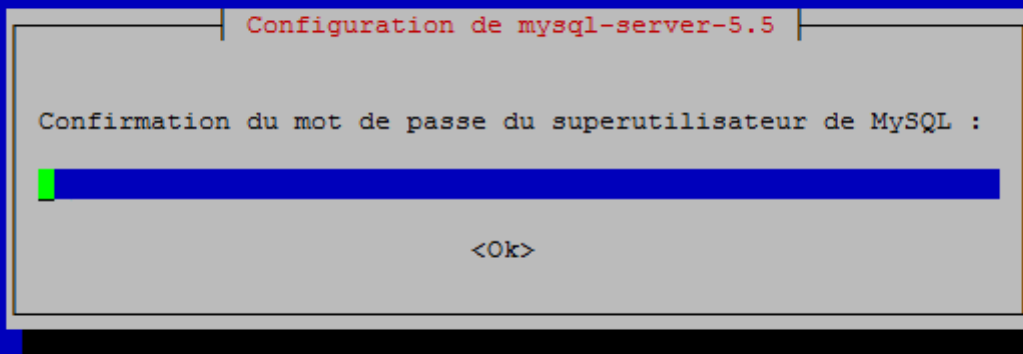 Configuration de mysql-server-5.5
Confirmation du mot de passe du superutilisateur de MySQL :
<Ok>